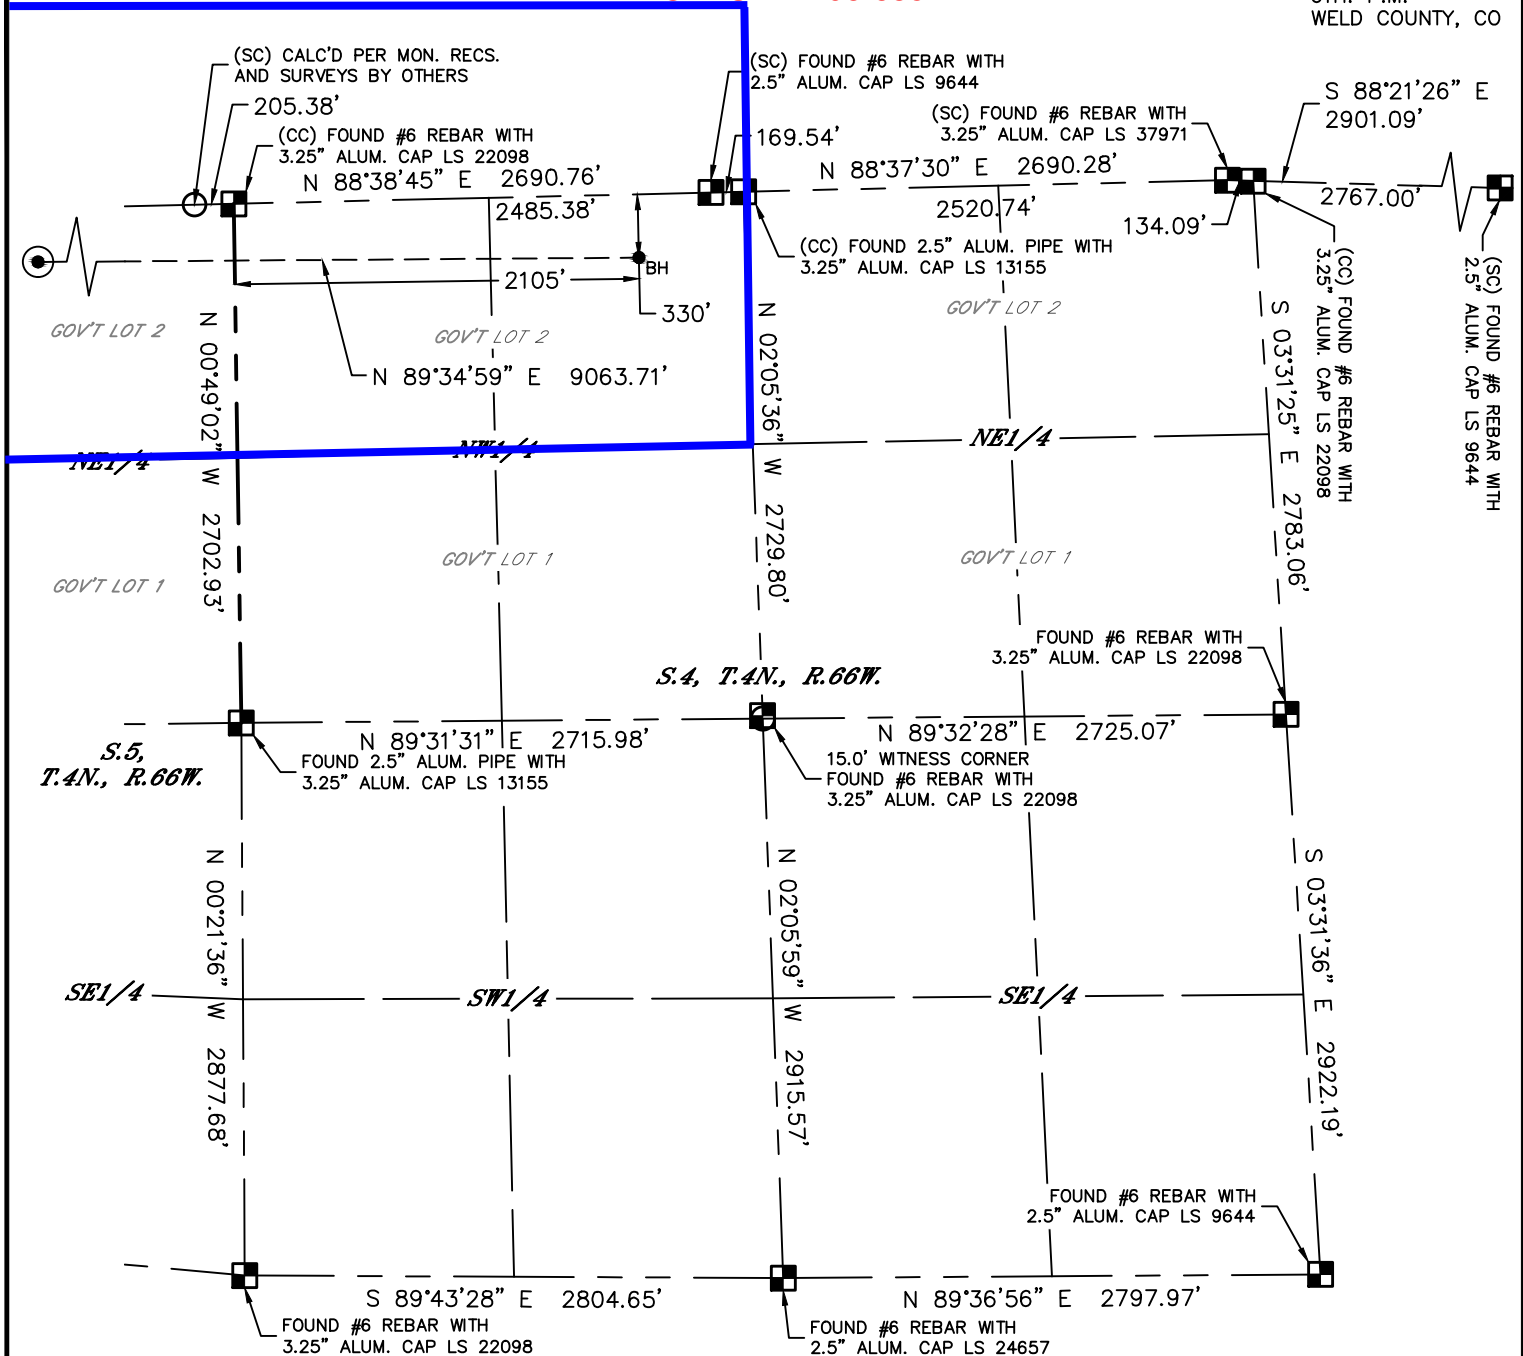 WELD COUNTY, CO
(SC) CALC'D PER MON. RECS.
AND SURVEYS BY OTHERS
205.38'
(CC) FOUND #6 REBAR WITH
3.25" ALUM. CAP LS 22098
N 88°38'45" E 2690.76'
2485.38'
(SC) FOUND #6 REBAR WITH
2.5" ALUM. CAP LS 9644
169.54'
(SC) FOUND #6 REBAR WITH
3.25" ALUM. CAP LS 37971
N 88°37'30" E 2690.28'
2520.74'
S 88°21'26" E
2901.09'
2767.00'
134.09'
(CC) FOUND 2.5" ALUM. PIPE WITH
3.25" ALUM. CAP LS 13155
(CC) FOUND #6 REBAR WITH
3.25" ALUM. CAP LS 22098
(SC) FOUND #6 REBAR WITH
2.5" ALUM. CAP LS 9644
BH
2105'
330'
GOV'T LOT 2
GOV'T LOT 2
GOV'T LOT 2
N 89°34'59" E 9063.71'
N 00°49'02" W 2702.93'
N 02°05'36" W 2729.80'
S 03°31'25" E 2783.06'
NE1/4
NW1/4
NE1/4
GOV'T LOT 1
GOV'T LOT 1
GOV'T LOT 1
FOUND #6 REBAR WITH
3.25" ALUM. CAP LS 22098
S.4, T.4N., R.66W.
N 89°31'31" E 2715.98'
N 89°32'28" E 2725.07'
S.5,
T.4N., R.66W.
FOUND 2.5" ALUM. PIPE WITH
3.25" ALUM. CAP LS 13155
15.0' WITNESS CORNER
FOUND #6 REBAR WITH
3.25" ALUM. CAP LS 22098
N 00°21'36" W 2877.68'
N 02°05'59" W 2915.57'
S 03°31'36" E 2922.19'
SE1/4
SW1/4
SE1/4
FOUND #6 REBAR WITH
2.5" ALUM. CAP LS 9644
S 89°43'28" E 2804.65'
N 89°36'56" E 2797.97'
FOUND #6 REBAR WITH
3.25" ALUM. CAP LS 22098
FOUND #6 REBAR WITH
2.5" ALUM. CAP LS 24657